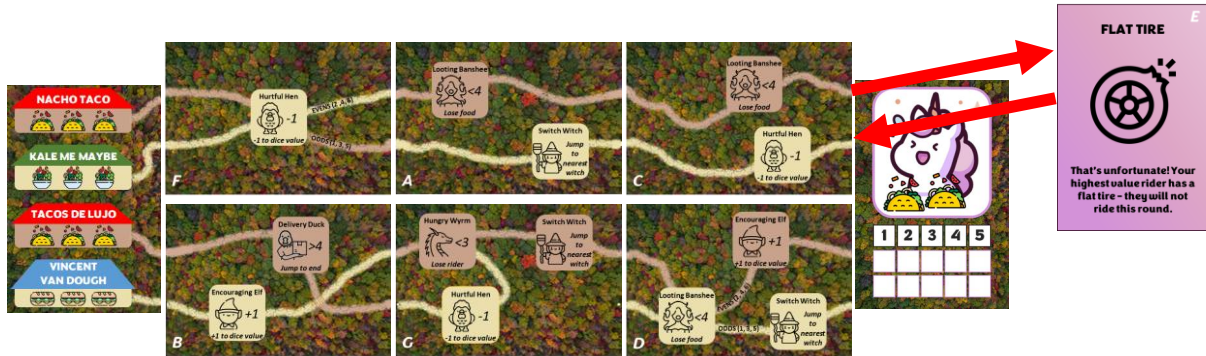 NACHO TACO
KALE ME MAYBE
TACOS DE LUJO
VINCENT
VAN DOUGH
Hurtful Hen
-1
-1 to dice value
EVENS (2, 4, 6)
ODDS (1, 3, 5)
F
Looting Banshee
<4
Lose food
Switch Witch
Jump
to
nearest
witch
A
Looting Banshee
<4
Lose food
Hurtful Hen
-1
-1 to dice value
C
Delivery Duck
>4
Jump to end
Encouraging Elf
+1
+1 to dice value
B
Hungry Wyrm
<3
Lose rider
Switch Witch
Jump
to
nearest
witch
Hurtful Hen
-1
-1 to dice value
G
Encouraging Elf
+1
+1 to dice value
Looting Banshee
<4
Lose food
EVENS (2, 4, 6)
ODDS (1, 3, 5)
Switch Witch
Jump
to
nearest
witch
D
1 2 3 4 5
E
FLAT TIRE
That's unfortunate! Your
highest value rider has a
flat tire - they will not
ride this round.